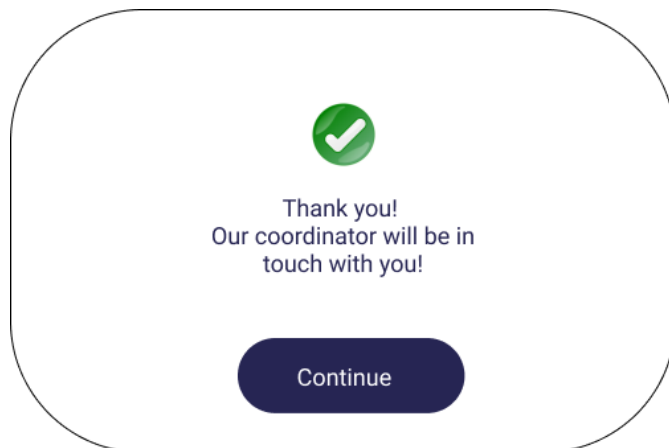 Thank you!
Our coordinator will be in
touch with you!
Continue